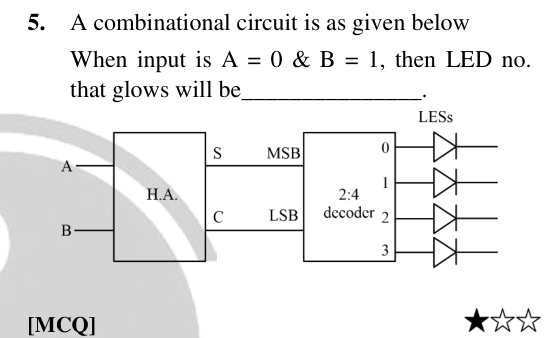 5. A combinational circuit is as given below
When input is A = 0 & B = 1, then LED no.
that glows will be_______________.
LESs
A
B
H.A.
S
C
MSB
LSB
2:4
decoder
0
1
2
3
[MCQ]